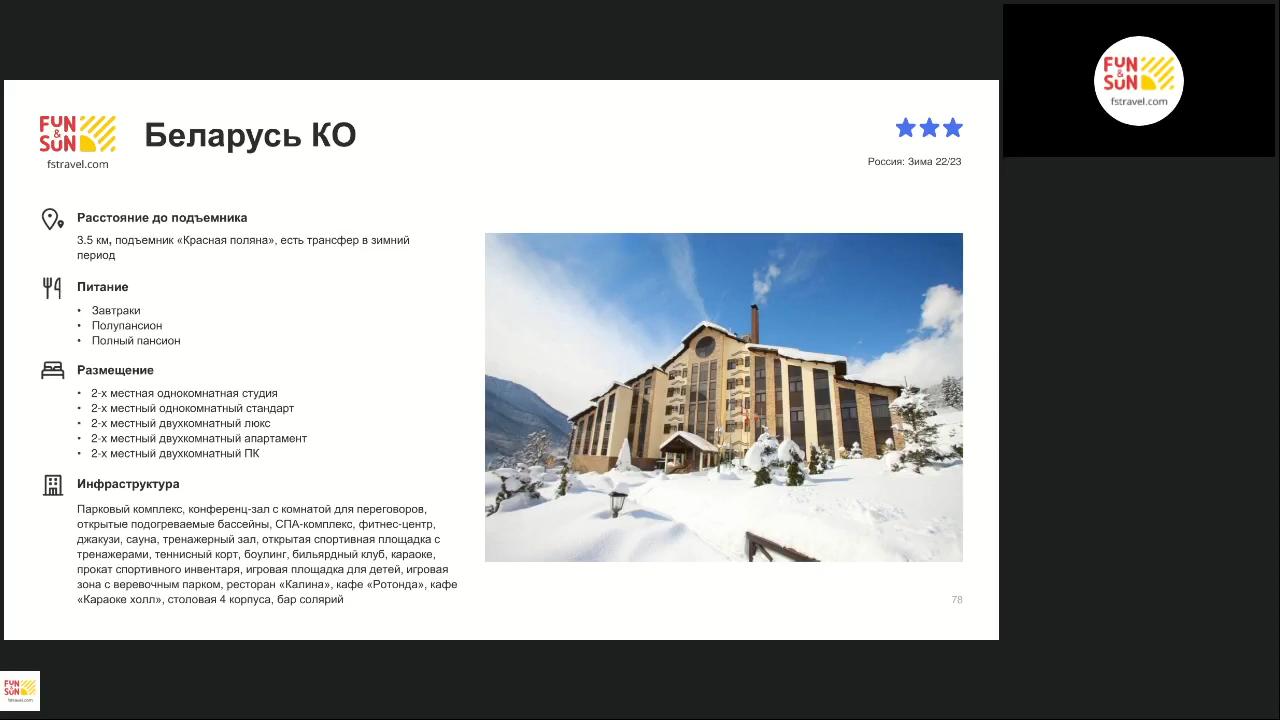 FUN
&
SUN
fstravel.com
Беларусь КО
Россия: Зима 22/23
Расстояние до подъемника
3.5 км, подъемник «Красная поляна», есть трансфер в зимний
период
Питание
• Завтраки
• Полупансион
• Полный пансион
Размещение
• 2-х местная однокомнатная студия
• 2-х местный однокомнатный стандарт
• 2-х местный двухкомнатный люкс
• 2-х местный двухкомнатный апартамент
• 2-х местный двухкомнатный ПК
Инфраструктура
Парковый комплекс, конференц-зал с комнатой для переговоров,
открытые подогреваемые бассейны, СПА-комплекс, фитнес-центр,
джакузи, сауна, тренажерный зал, открытая спортивная площадка с
тренажерами, теннисный корт, боулинг, бильярдный клуб, караоке,
прокат спортивного инвентаря, игровая площадка для детей, игровая
зона с веревочным парком, ресторан «Калина», кафе «Ротонда», кафе
«Караоке холл», столовая 4 корпуса, бар солярий
78
FUN
&
SUN
fstravel.com
FUN
&
SUN
fstravel.com